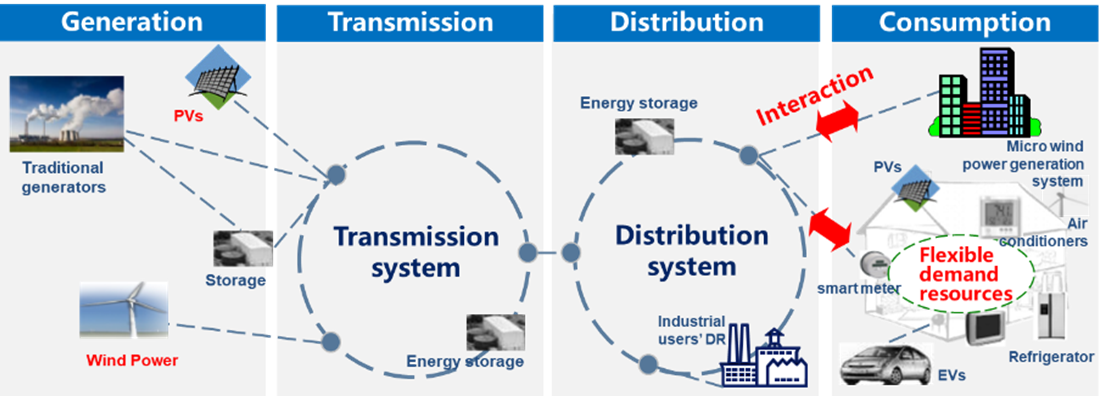 Generation
Transmission
Distribution
Consumption
PVs
Traditional
generators
Storage
Wind Power
Transmission
system
Energy storage
Energy storage
Distribution
system
Industrial
users' DR
Interaction
Micro wind
power generation
system
PVs
Air
conditioners
Flexible
demand
resources
smart meter
Refrigerator
EVs